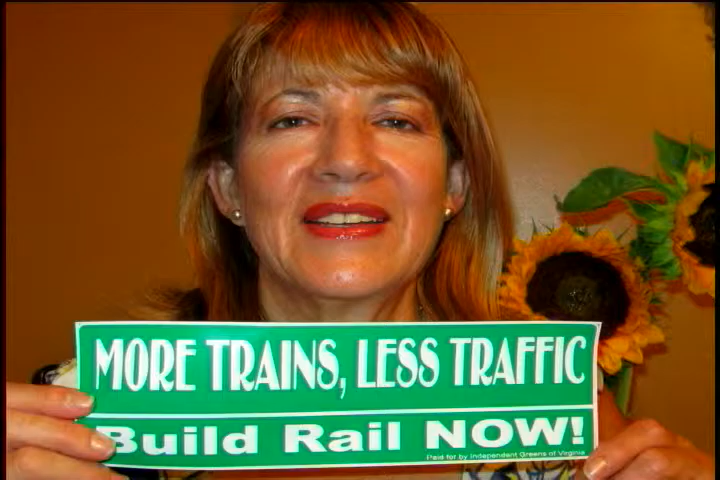 MORE TRAINS, LESS TRAFFIC
Build Rail NOW!
Paid for by Independent Greens of Virginia